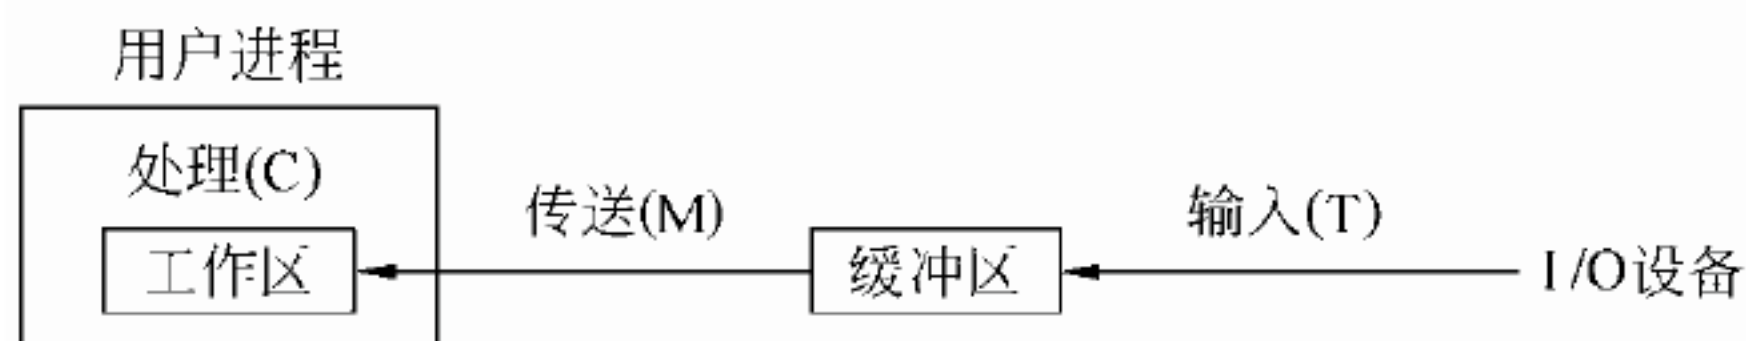 用户进程
处理(C)
传送(M)
输入(T)
工作区
缓冲区
I/O设备